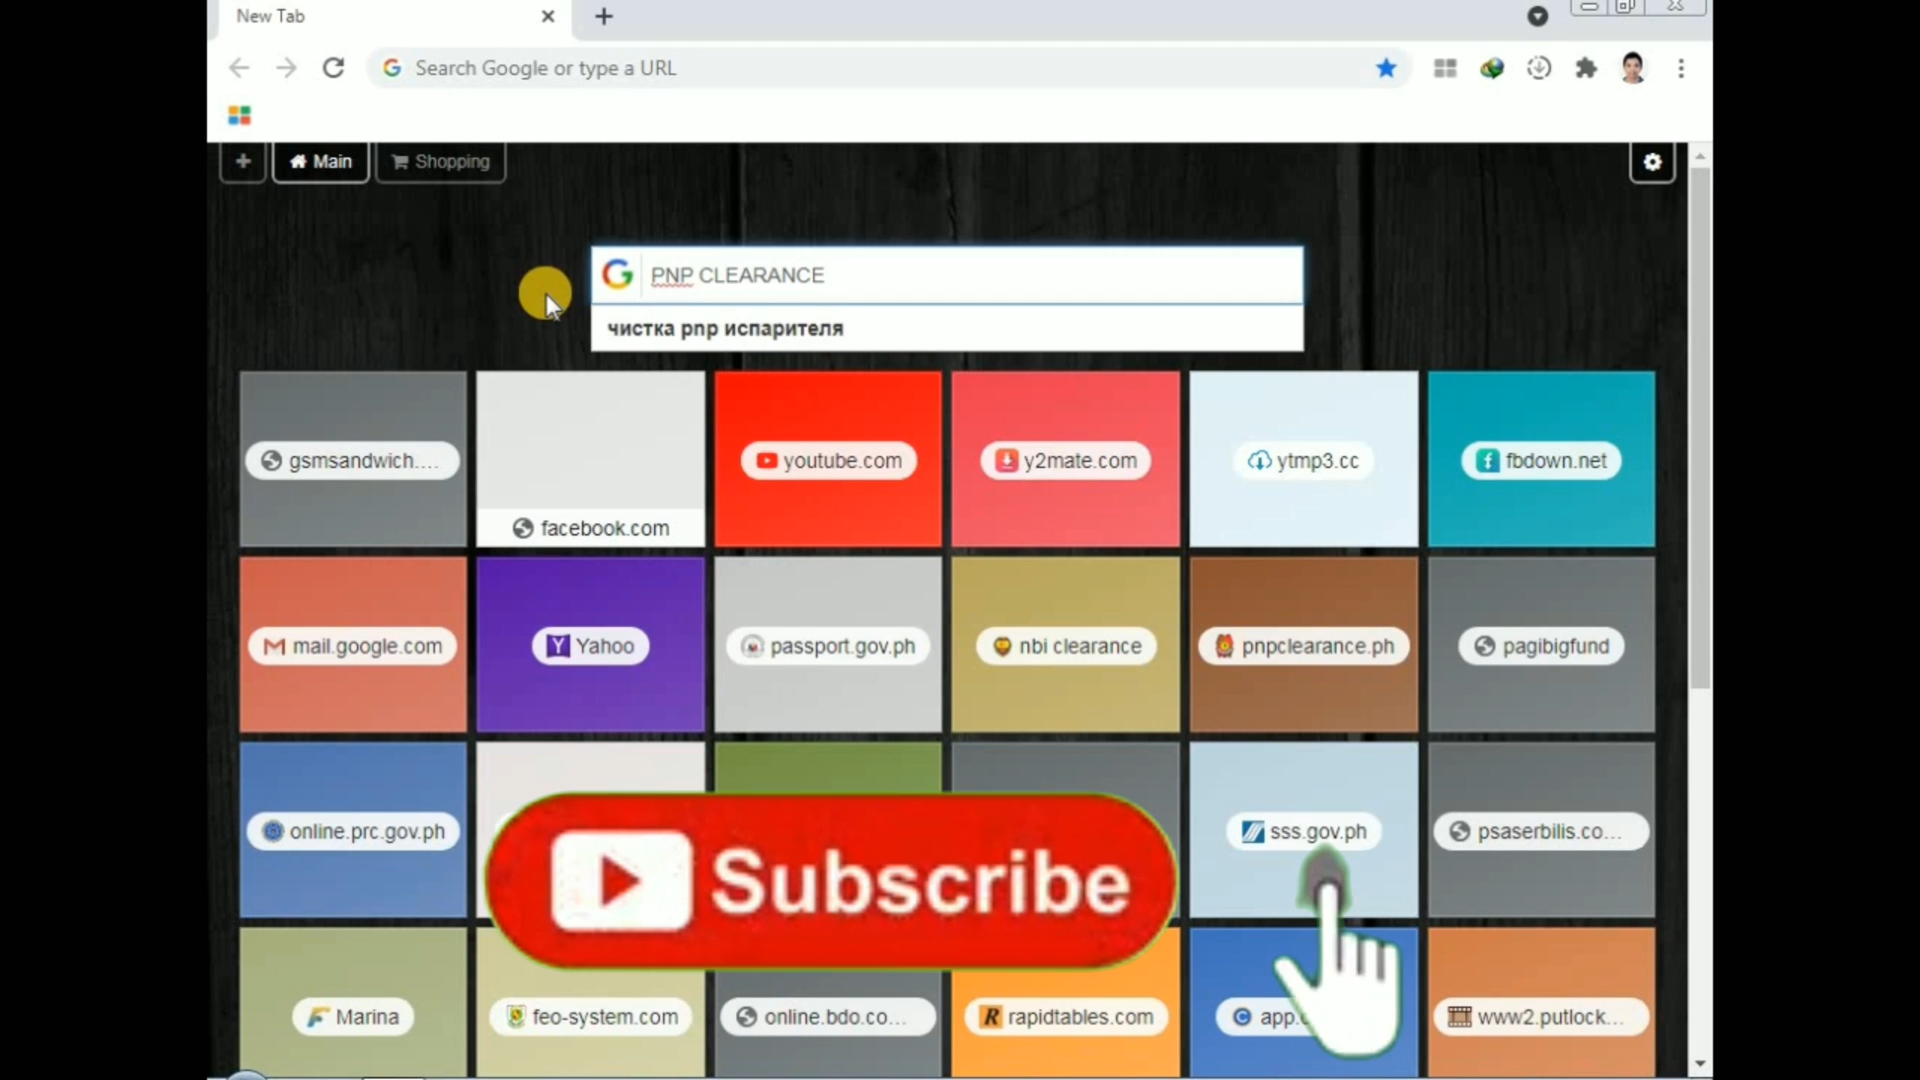 New Tab
Search Google or type a URL
Main
Shopping
PNP CLEARANCE
чистка pnp испарителя
gsmsandwich....
facebook.com
youtube.com
y2mate.com
ytmp3.cc
fbdown.net
mail.google.com
Yahoo
passport.gov.ph
nbi clearance
pnpclearance.ph
pagibigfund
online.prc.gov.ph
sss.gov.ph
psaserbilis.co...
Subscribe
Marina
feo-system.com
online.bdo.co...
rapidtables.com
app.
www2.putlock...